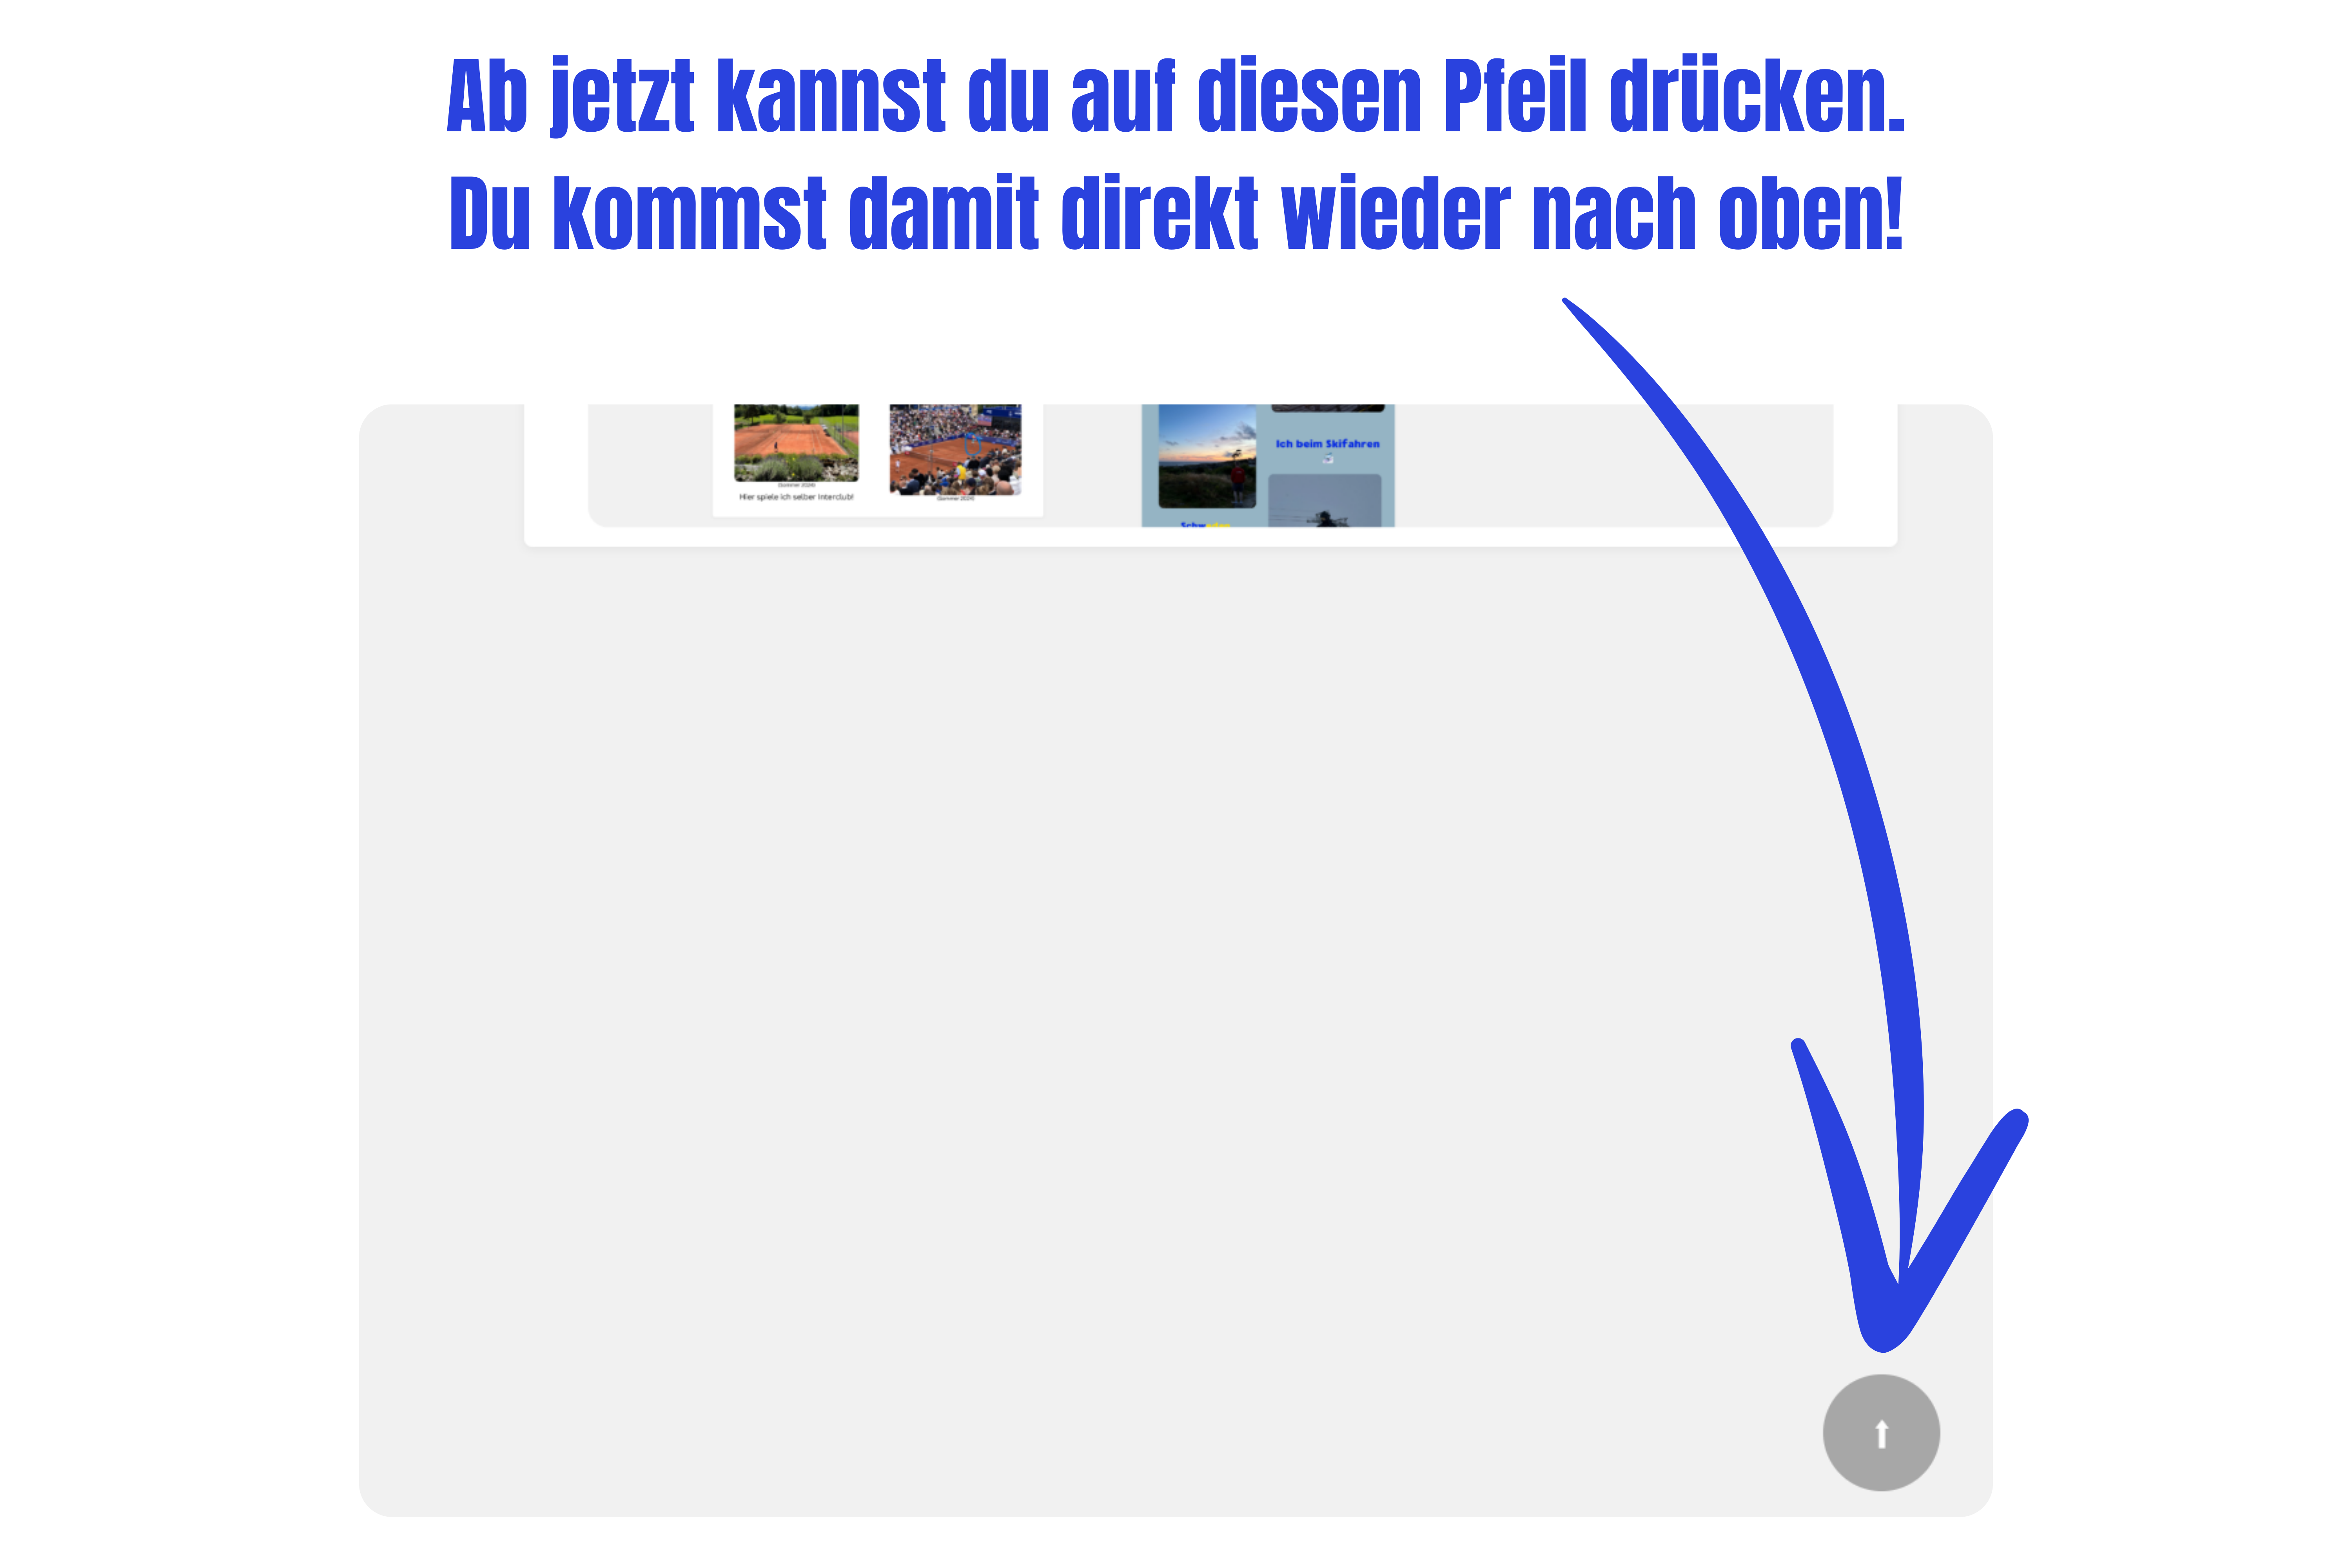 Ab jetzt kannst du auf diesen Pfeil drücken.
Du kommst damit direkt wieder nach oben!
Ich beim Skifahren
(Sommer 2024)
Hier spiele ich selber Interclub!
(Sommer 2024)
Schweden